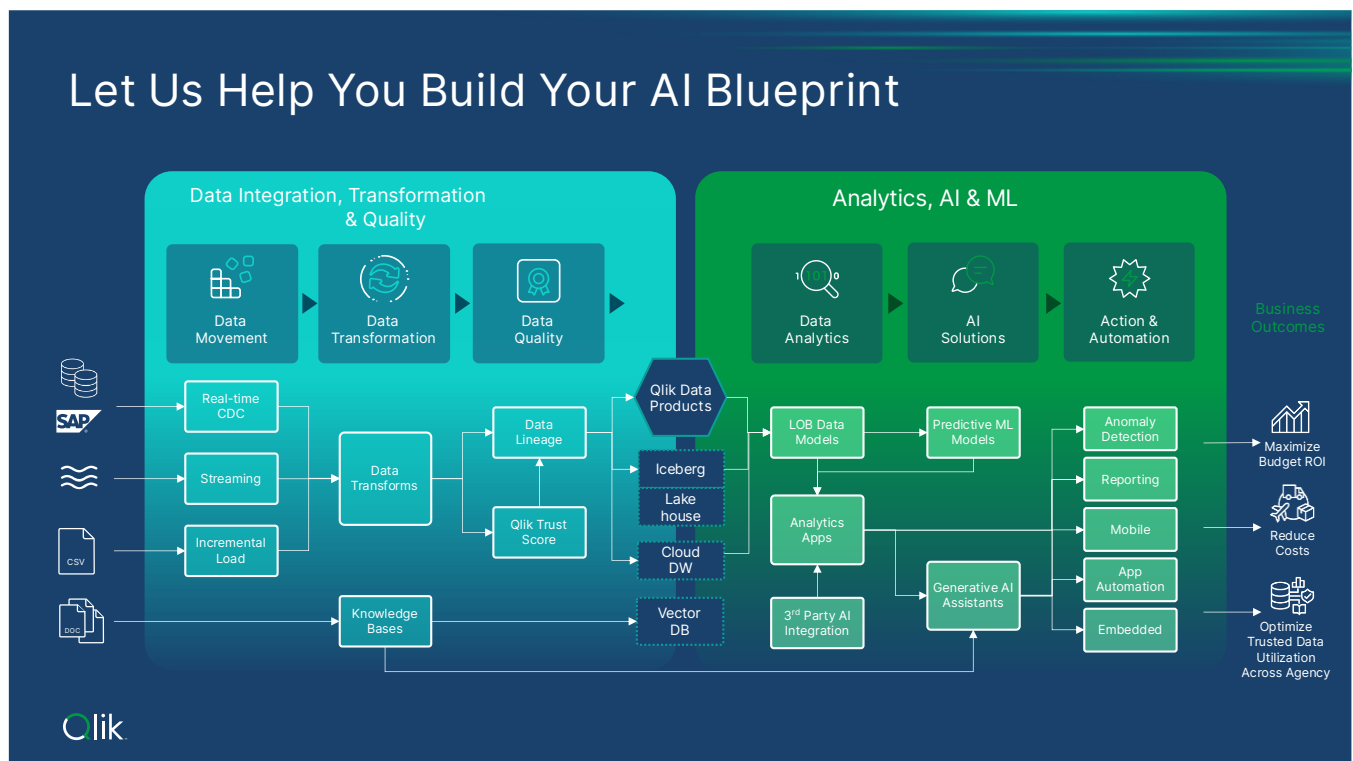 Let Us Help You Build Your AI Blueprint
Data Integration, Transformation
& Quality
Analytics, AI & ML
Data
Movement
Data
Transformation
Data
Quality
1 101 0
Data
Analytics
AI
Solutions
Action &
Automation
Business
Outcomes
SAP
CSV
DOC
Real-time
CDC
Streaming
Incremental
Load
Data
Transforms
Knowledge
Bases
Data
Lineage
Qlik Trust
Score
Qlik Data
Products
Iceberg
Lake
house
Cloud
DW
Vector
DB
LOB Data
Models
Predictive ML
Models
Analytics
Apps
3rd Party AI
Integration
Generative AI
Assistants
Anomaly
Detection
Reporting
Mobile
App
Automation
Embedded
Maximize
Budget ROI
Reduce
Costs
Optimize
Trusted Data
Utilization
Across Agency
Qlik